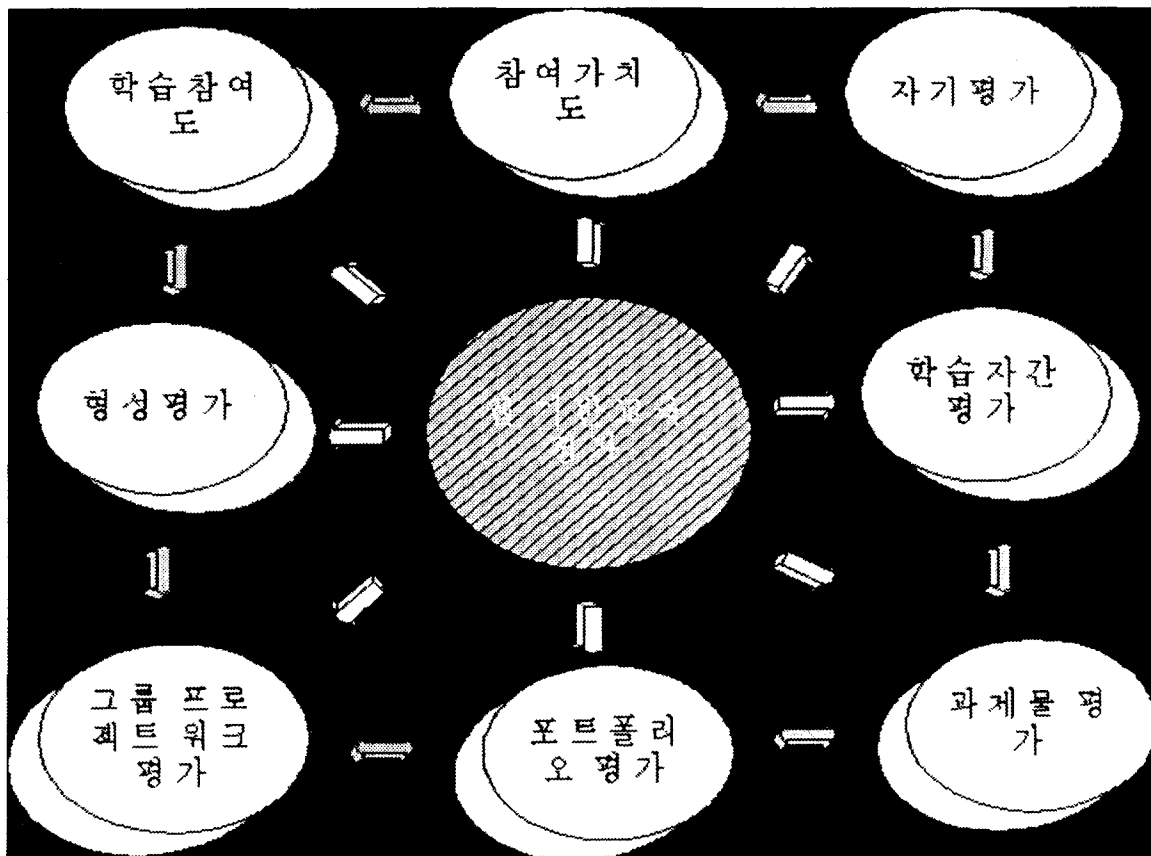 학습참여
도
참여가치
도
자기평가
형성평가
학습자간
평가
그룹 프로
젝트 워크
평가
포트폴리
오 평가
과제물 평
가